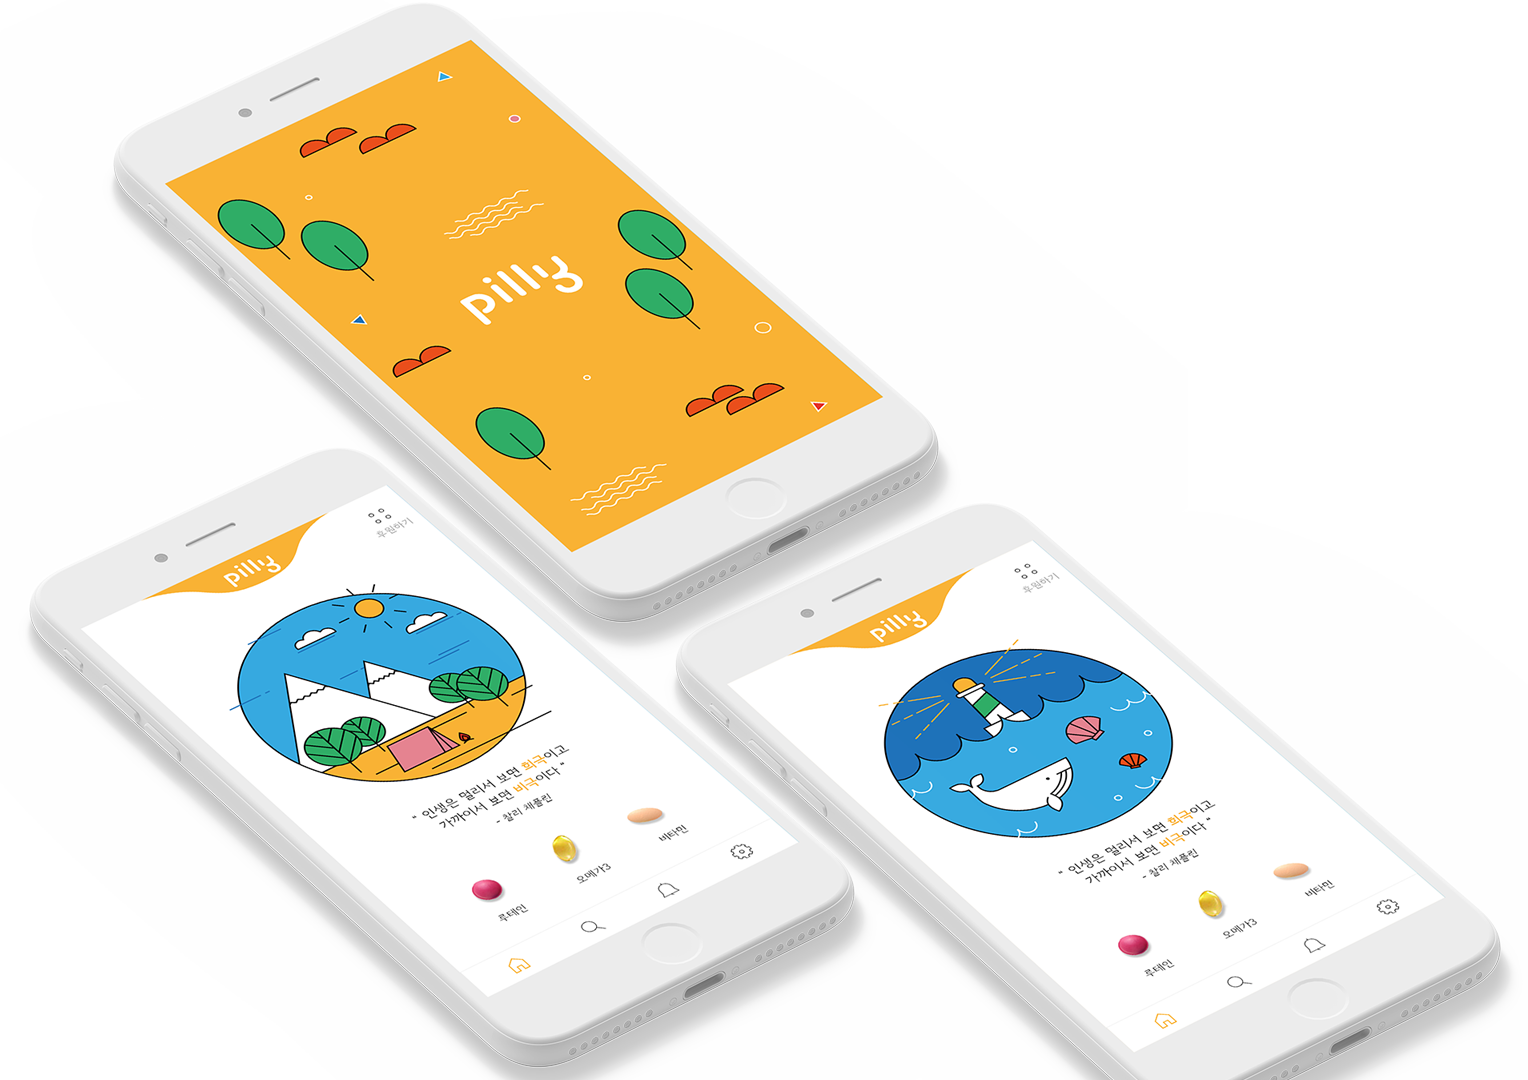 pilly
pilly
후원하기
" 인생은 멀리서 보면 희극이고
가까이서 보면 비극이다 "
- 찰리 채플린
루테인
오메가3
비타민
pilly
후원하기
" 인생은 멀리서 보면 희극이고
가까이서 보면 비극이다 "
- 찰리 채플린
루테인
오메가3
비타민